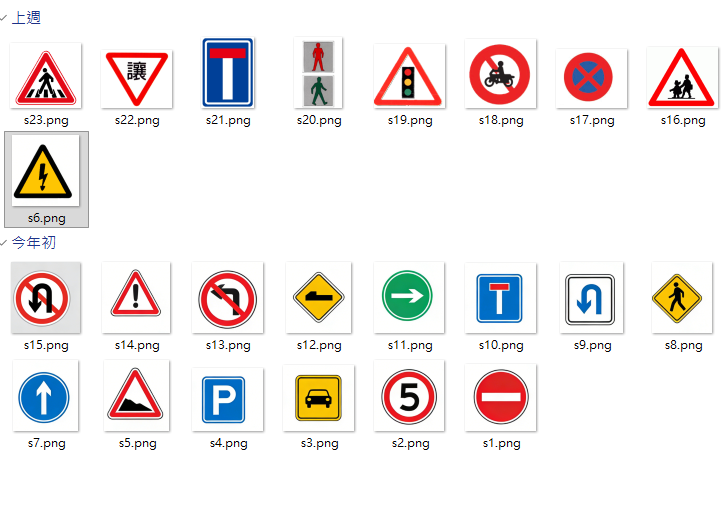 上週
讓
s23.png s22.png s21.png s20.png s19.png s18.png s17.png s16.png
s6.png
今年初
s15.png s14.png s13.png s12.png s11.png s10.png s9.png s8.png
P 5
s7.png s5.png s4.png s3.png s2.png s1.png